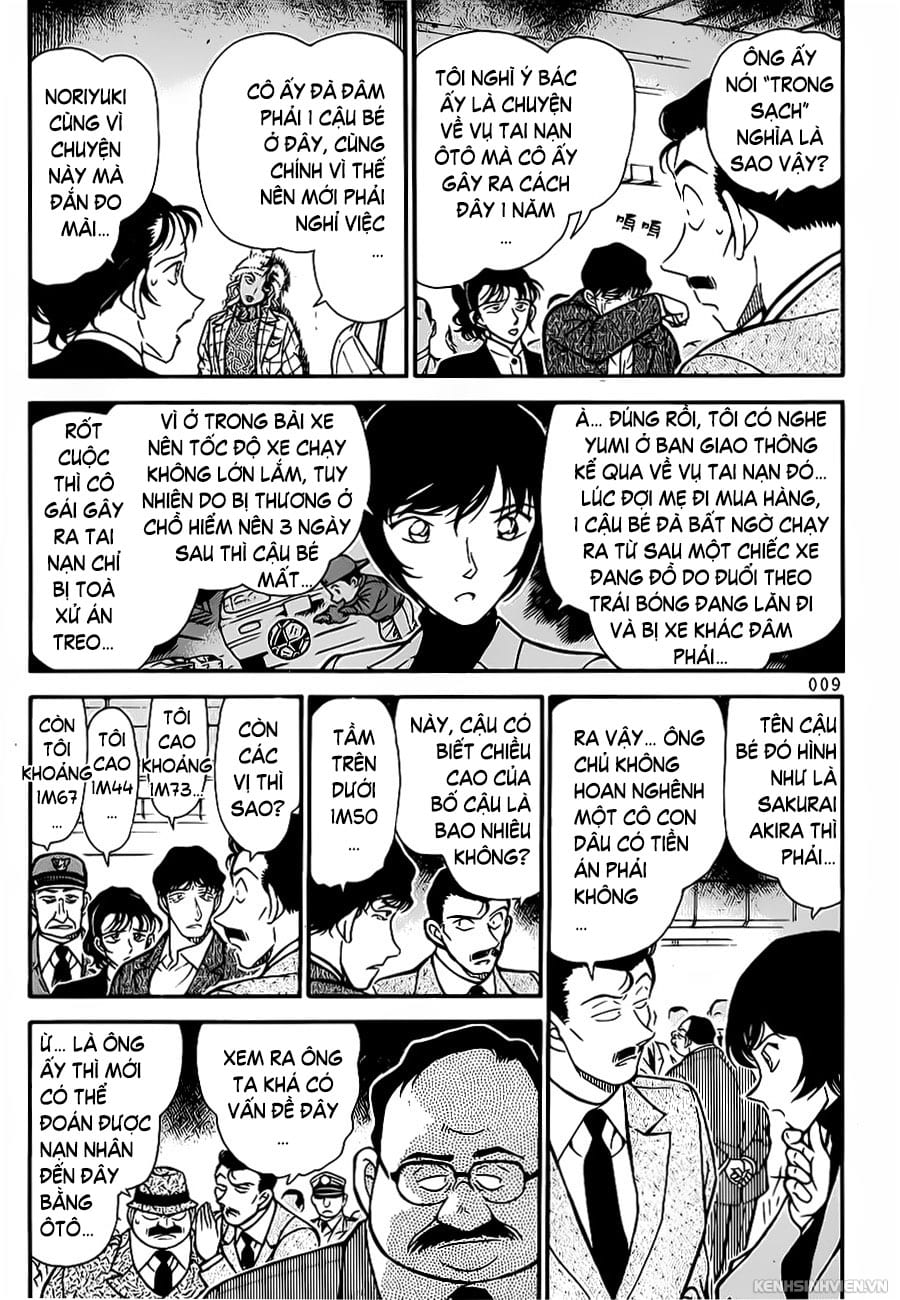 ÔNG ẤY
NÓI “TRONG
SẠCH”
NGHĨA LÀ
SAO VẬY?
TÔI NGHĨ Ý BÁC
ẤY LÀ CHUYỆN
VỀ VỤ TAI NẠN
ÔTÔ MÀ CÔ ẤY
GÂY RA CÁCH
ĐÂY 1 NĂM
...
嗚嗚
CÔ ẤY ĐÀ ĐÂM
PHẢI 1 CẬU BÉ
Ở ĐÂY, CÙNG
CHÍNH VÌ THẾ
NÊN MỚI PHẢI
NGHỈ VIỆC
...
NORIYUKI
CÙNG VÌ
CHUYỆN
NÀY MÀ
ĐẮN ĐO
MÀI...
À... ĐÚNG RỒI, TÔI CÓ NGHE
YUMI Ở BAN GIAO THÔNG
KỂ QUA VỀ VỤ TAI NẠN ĐÓ...
LÚC ĐỢI MẸ ĐI MUA HÀNG,
1 CẬU BÉ ĐÀ BẤT NGỜ CHẠY
RA TỪ SAU MỘT CHIẾC XE
ĐANG ĐỒ DO ĐUỔI THEO
TRÁI BÓNG ĐANG LĂN ĐI
VÀ BỊ XE KHÁC ĐÂM
PHẢI...
VÌ Ở TRONG BÀI XE
NÊN TỐC ĐỘ XE CHẠY
KHÔNG LỚN LẮM, TUY
NHIÊN DO BỊ THƯƠNG Ở
CHỒ HIỂM NÊN 3 NGÀY
SAU THÌ CẬU BÉ
MẤT...
RỐT
CUỘC
THÌ CÔ
GÁI GÂY
RA TAI
NẠN CHỈ
BỊ TOÀ
XỬ ÁN
TREO...
009
TÊN CẬU
BÉ ĐÓ HÌNH
NHƯ LÀ
SAKURAI
AKIRA THÌ
PHẢI...
RA VẬY... ÔNG
CHỦ KHÔNG
HOAN NGHÊNH
MỘT CÔ CON
DÂU CÓ TIỀN
ÁN PHẢI
KHÔNG
...
NÀY, CẬU CÓ
BIẾT CHIỀU
CAO CỦA
BỐ CẬU LÀ
BAO NHIÊU
KHÔNG?
TẦM
TRÊN
DƯỚI
1M50
...
CÒN
CÁC
VỊ THÌ
SAO?
TÔI
CAO
KHOẢNG
1M73...
TÔI
CAO
1M44
...
CÒN
TÔI
KHOẢNG
1M67
...
XEM RA ÔNG
TA KHÁ CÓ
VẤN ĐỀ ĐÂY
...
Ừ... LÀ ÔNG
ẤY THÌ MỚI
CÓ THỂ
ĐOÁN ĐƯỢC
NẠN NHÂN
ĐẾN ĐÂY
BẰNG
ÔTÔ...
KENHSINHVIEN.VN